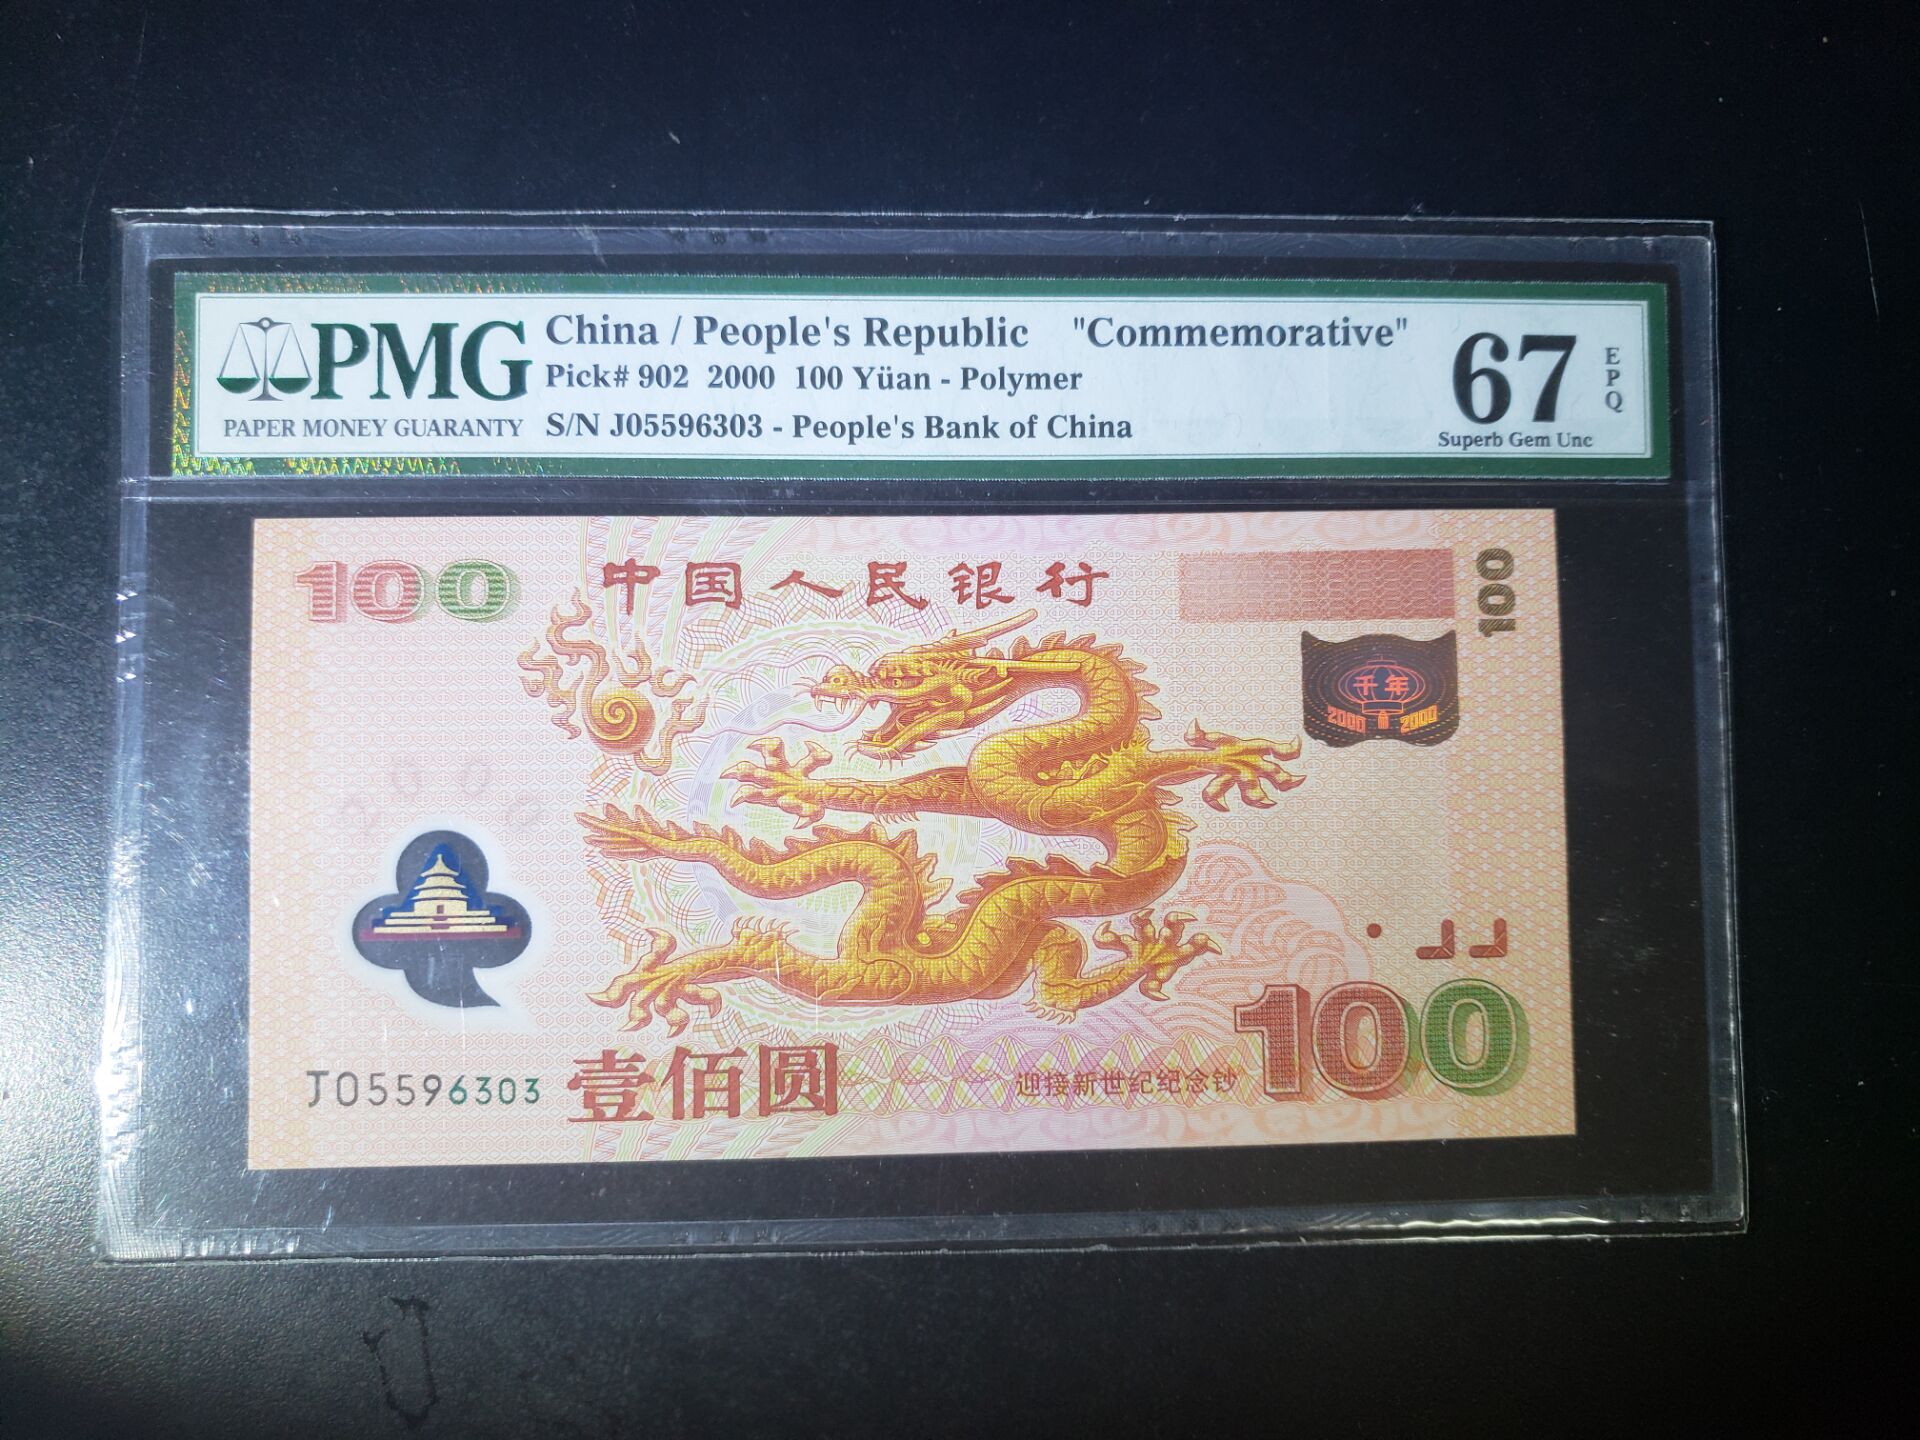 PMG
PAPER MONEY GUARANTY
China / People's Republic "Commemorative"
Pick# 902 2000 100 Yüan - Polymer
S/N J05596303 - People's Bank of China
67
EPQ
Superb Gem Unc
100
中国人民银行
100
千年
2000 2000
J05596303
壹佰圆
迎接新世纪纪念钞
100